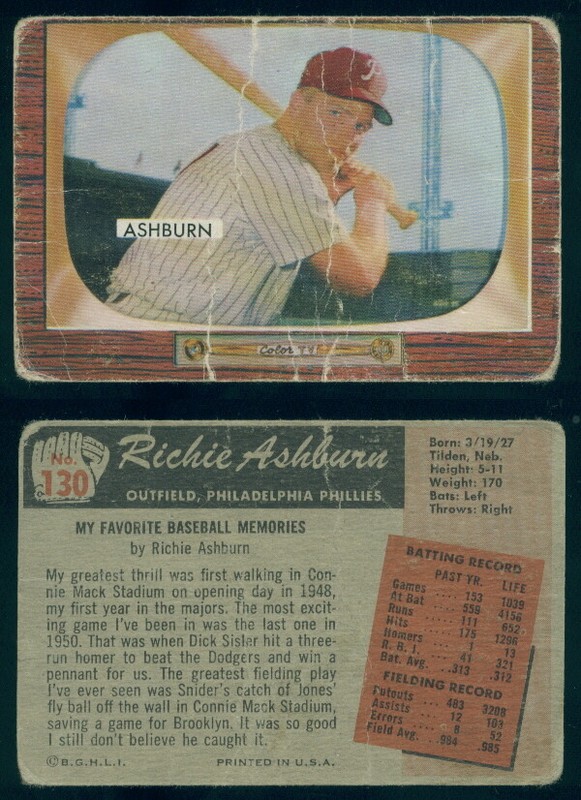 ASHBURN
Color TV
No.
130
Richie Ashburn
OUTFIELD, PHILADELPHIA PHILLIES
Born: 3/19/27
Tilden, Neb.
Height: 5-11
Weight: 170
Bats: Left
Throws: Right
MY FAVORITE BASEBALL MEMORIES
by Richie Ashburn
My greatest thrill was first walking in Con-
nie Mack Stadium on opening day in 1948,
my first year in the majors. The most excit-
ing game I've been in was the last one in
1950. That was when Dick Sisler hit a three-
run homer to beat the Dodgers and win a
pennant for us. The greatest fielding play
I've ever seen was Snider's catch of Jones'
fly ball off the wall in Connie Mack Stadium,
saving a game for Brooklyn. It was so good
I still don't believe he caught it.
BATTING RECORD
PAST YR. LIFE
Games .... 153 1039
At Bat .... 559 4156
Runs .... 111 652
Hits .... 175 1296
Homers .... 1 13
R. B. I. .... 41 321
Bat. Avg. .. .313 .312
FIELDING RECORD
Putouts .... 483 3208
Assists .... 12 103
Errors .... 8 52
Field Avg. .. .984 .985
©B.G.H.L.I. PRINTED IN U.S.A.